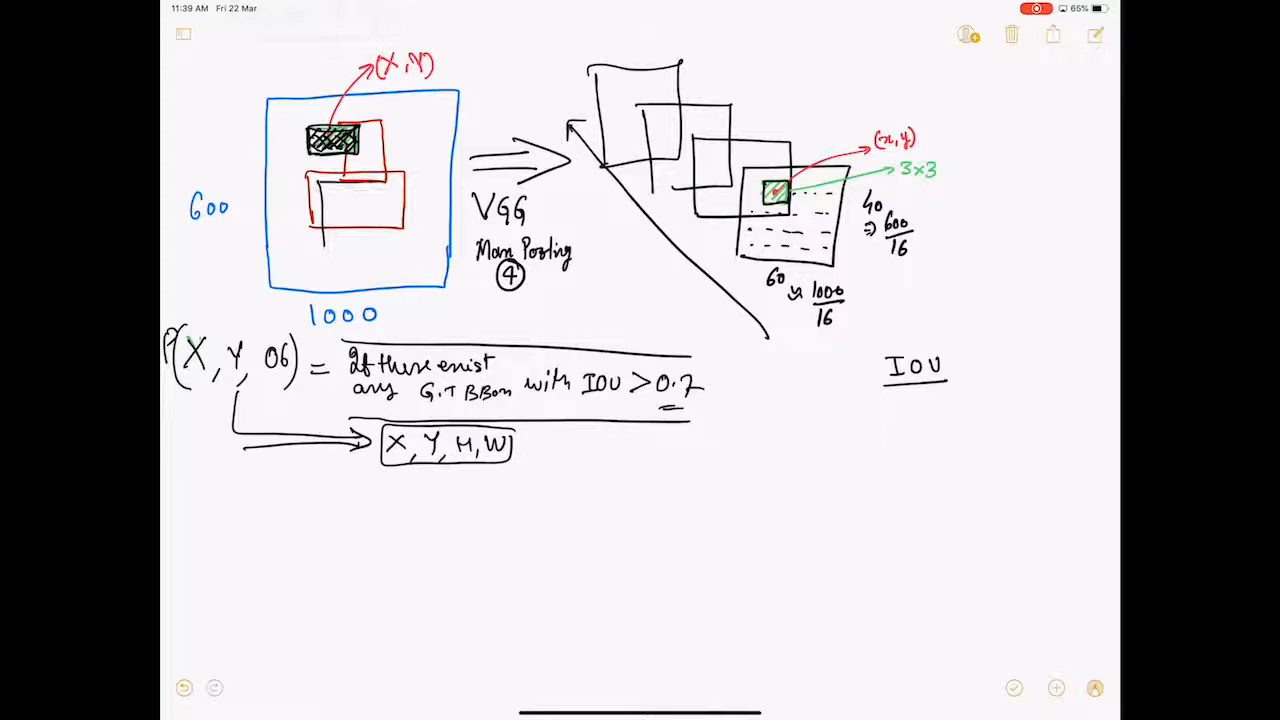 11:39 AM Fri 22 Mar
65%
(X, Y)
600
1000
VGG
Max Pooling
4
(x, y)
3×3
40
⇒ 600/16
60 ≈ 1000/16
P(X, Y, Obj) = If there exist
any G.T BBox with IOU > 0.7
X, Y, H, W
IOU